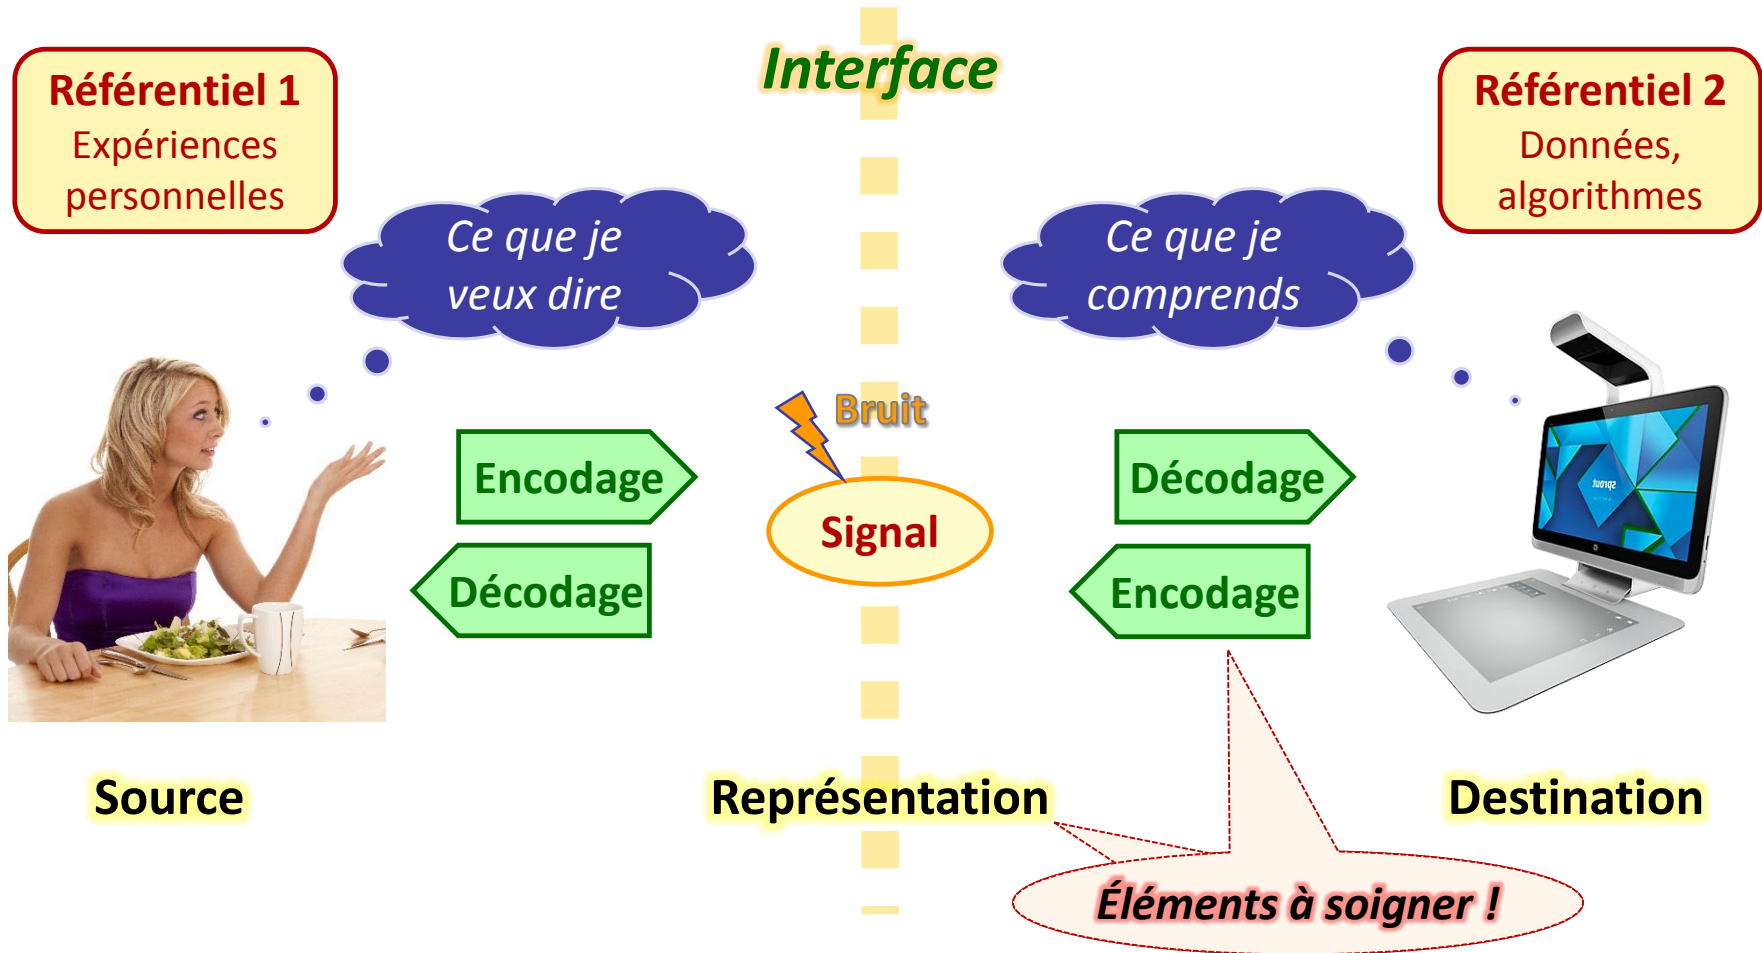 Interface
Référentiel 1
Expériences
personnelles
Référentiel 2
Données,
algorithmes
Ce que je
veux dire
Ce que je
comprends
Bruit
Encodage
Signal
Décodage
sprout
Décodage
Encodage
Source
Représentation
Destination
Éléments à soigner !